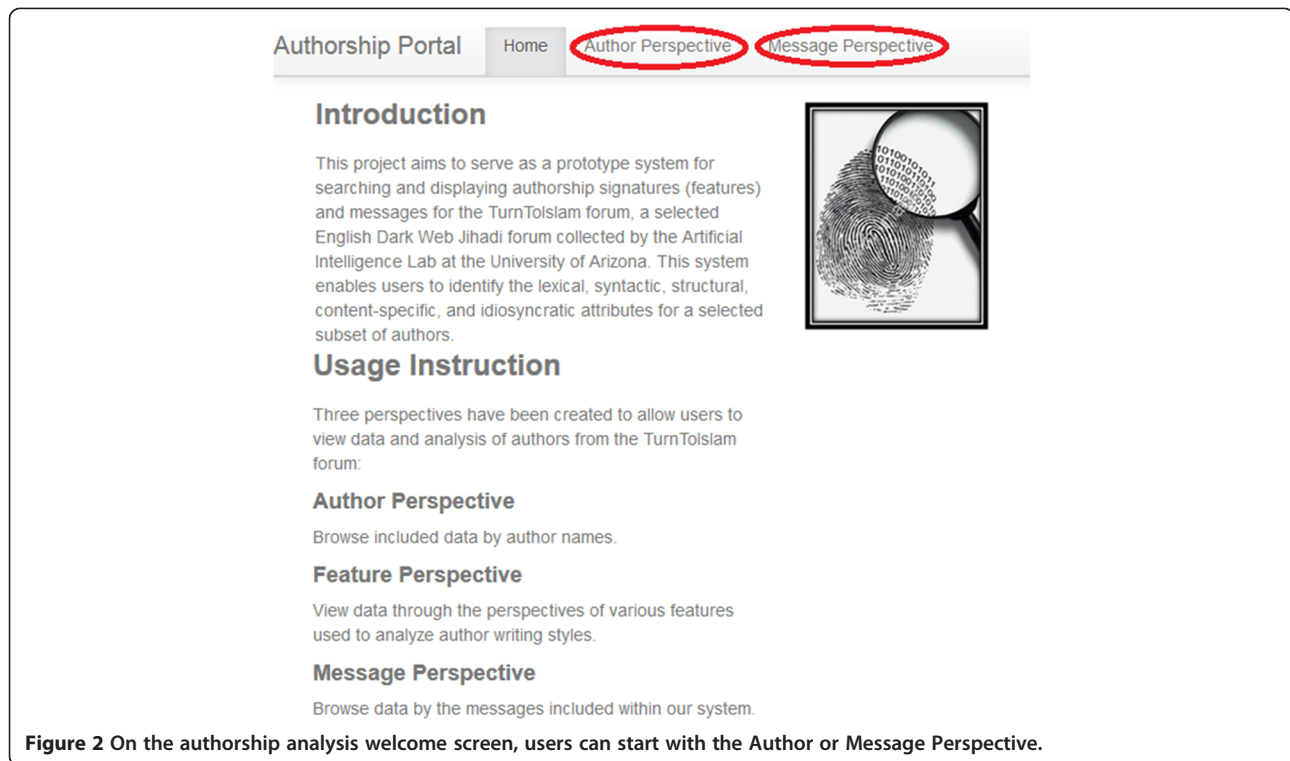 Authorship Portal Home Author Perspective Message Perspective
Introduction
This project aims to serve as a prototype system for
searching and displaying authorship signatures (features)
and messages for the TurnToIslam forum, a selected
English Dark Web Jihadi forum collected by the Artificial
Intelligence Lab at the University of Arizona. This system
enables users to identify the lexical, syntactic, structural,
content-specific, and idiosyncratic attributes for a selected
subset of authors.
Usage Instruction
Three perspectives have been created to allow users to
view data and analysis of authors from the TurnToIslam
forum:
Author Perspective
Browse included data by author names.
Feature Perspective
View data through the perspectives of various features
used to analyze author writing styles.
Message Perspective
Browse data by the messages included within our system.
Figure 2 On the authorship analysis welcome screen, users can start with the Author or Message Perspective.